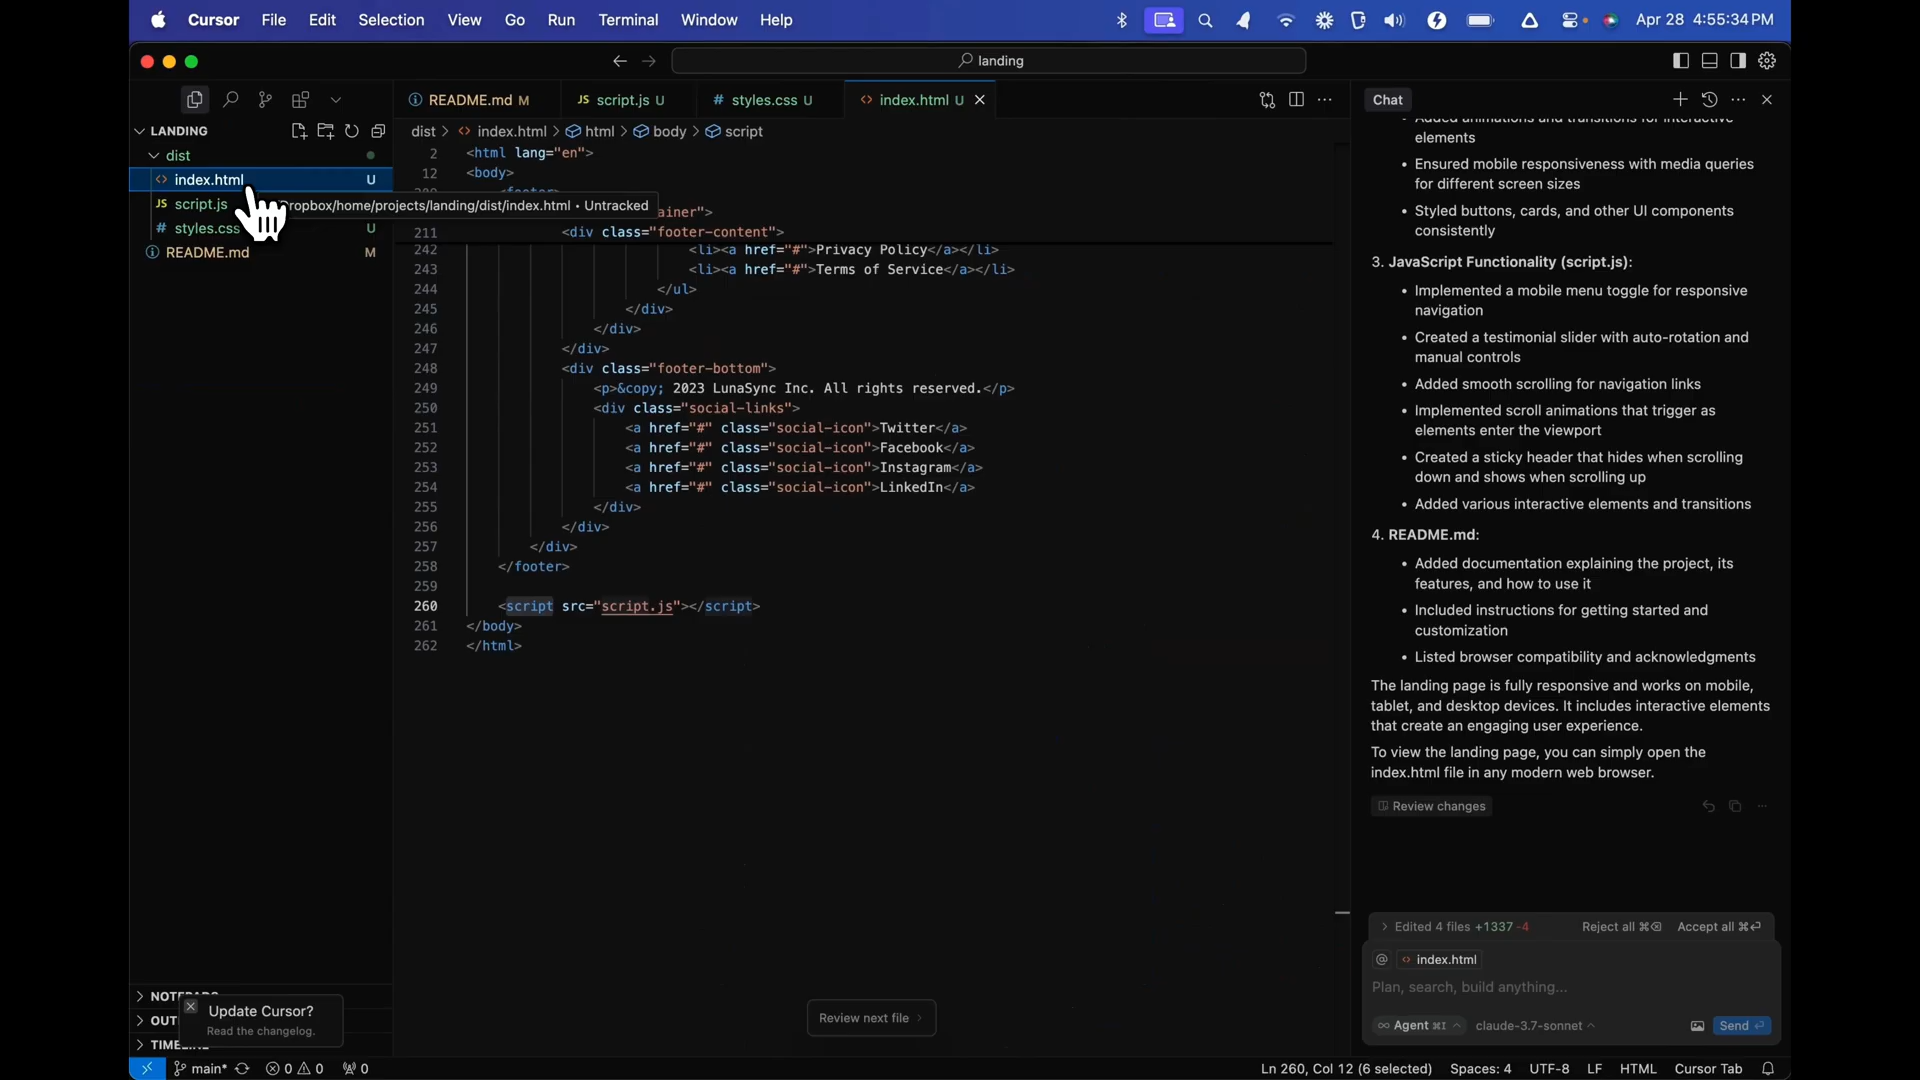 Cursor File Edit Selection View Go Run Terminal Window Help Apr 28 4:55:34 PM
landing
README.md M script.js U styles.css U index.html U
Chat
LANDING
dist > index.html > html > body > script
dist
index.html U
script.js
styles.css U
README.md M
Dropbox/home/projects/landing/dist/index.html • Untracked
2 <html lang="en">
12 <body>
211 <div class="footer-content">
242 <li><a href="#">Privacy Policy</a></li>
243 <li><a href="#">Terms of Service</a></li>
244 </ul>
245 </div>
246 </div>
247 </div>
248 <div class="footer-bottom">
249 <p>&copy; 2023 LunaSync Inc. All rights reserved.</p>
250 <div class="social-links">
251 <a href="#" class="social-icon">Twitter</a>
252 <a href="#" class="social-icon">Facebook</a>
253 <a href="#" class="social-icon">Instagram</a>
254 <a href="#" class="social-icon">LinkedIn</a>
255 </div>
256 </div>
257 </div>
258 </footer>
259
260 <script src="script.js"></script>
261 </body>
262 </html>
Review next file
• Added animations and transitions for interactive
elements
• Ensured mobile responsiveness with media queries
for different screen sizes
• Styled buttons, cards, and other UI components
consistently
3. JavaScript Functionality (script.js):
• Implemented a mobile menu toggle for responsive
navigation
• Created a testimonial slider with auto-rotation and
manual controls
• Added smooth scrolling for navigation links
• Implemented scroll animations that trigger as
elements enter the viewport
• Created a sticky header that hides when scrolling
down and shows when scrolling up
• Added various interactive elements and transitions
4. README.md:
• Added documentation explaining the project, its
features, and how to use it
• Included instructions for getting started and
customization
• Listed browser compatibility and acknowledgments
The landing page is fully responsive and works on mobile,
tablet, and desktop devices. It includes interactive elements
that create an engaging user experience.
To view the landing page, you can simply open the
index.html file in any modern web browser.
Review changes
Edited 4 files +1337 -4 Reject all ⌘⌫ Accept all ⌘⏎
@ index.html
Plan, search, build anything...
Agent ⌘I claude-3.7-sonnet Send ⏎
Update Cursor?
Read the changelog.
main* 0 0 0 Ln 260, Col 12 (6 selected) Spaces: 4 UTF-8 LF HTML Cursor Tab